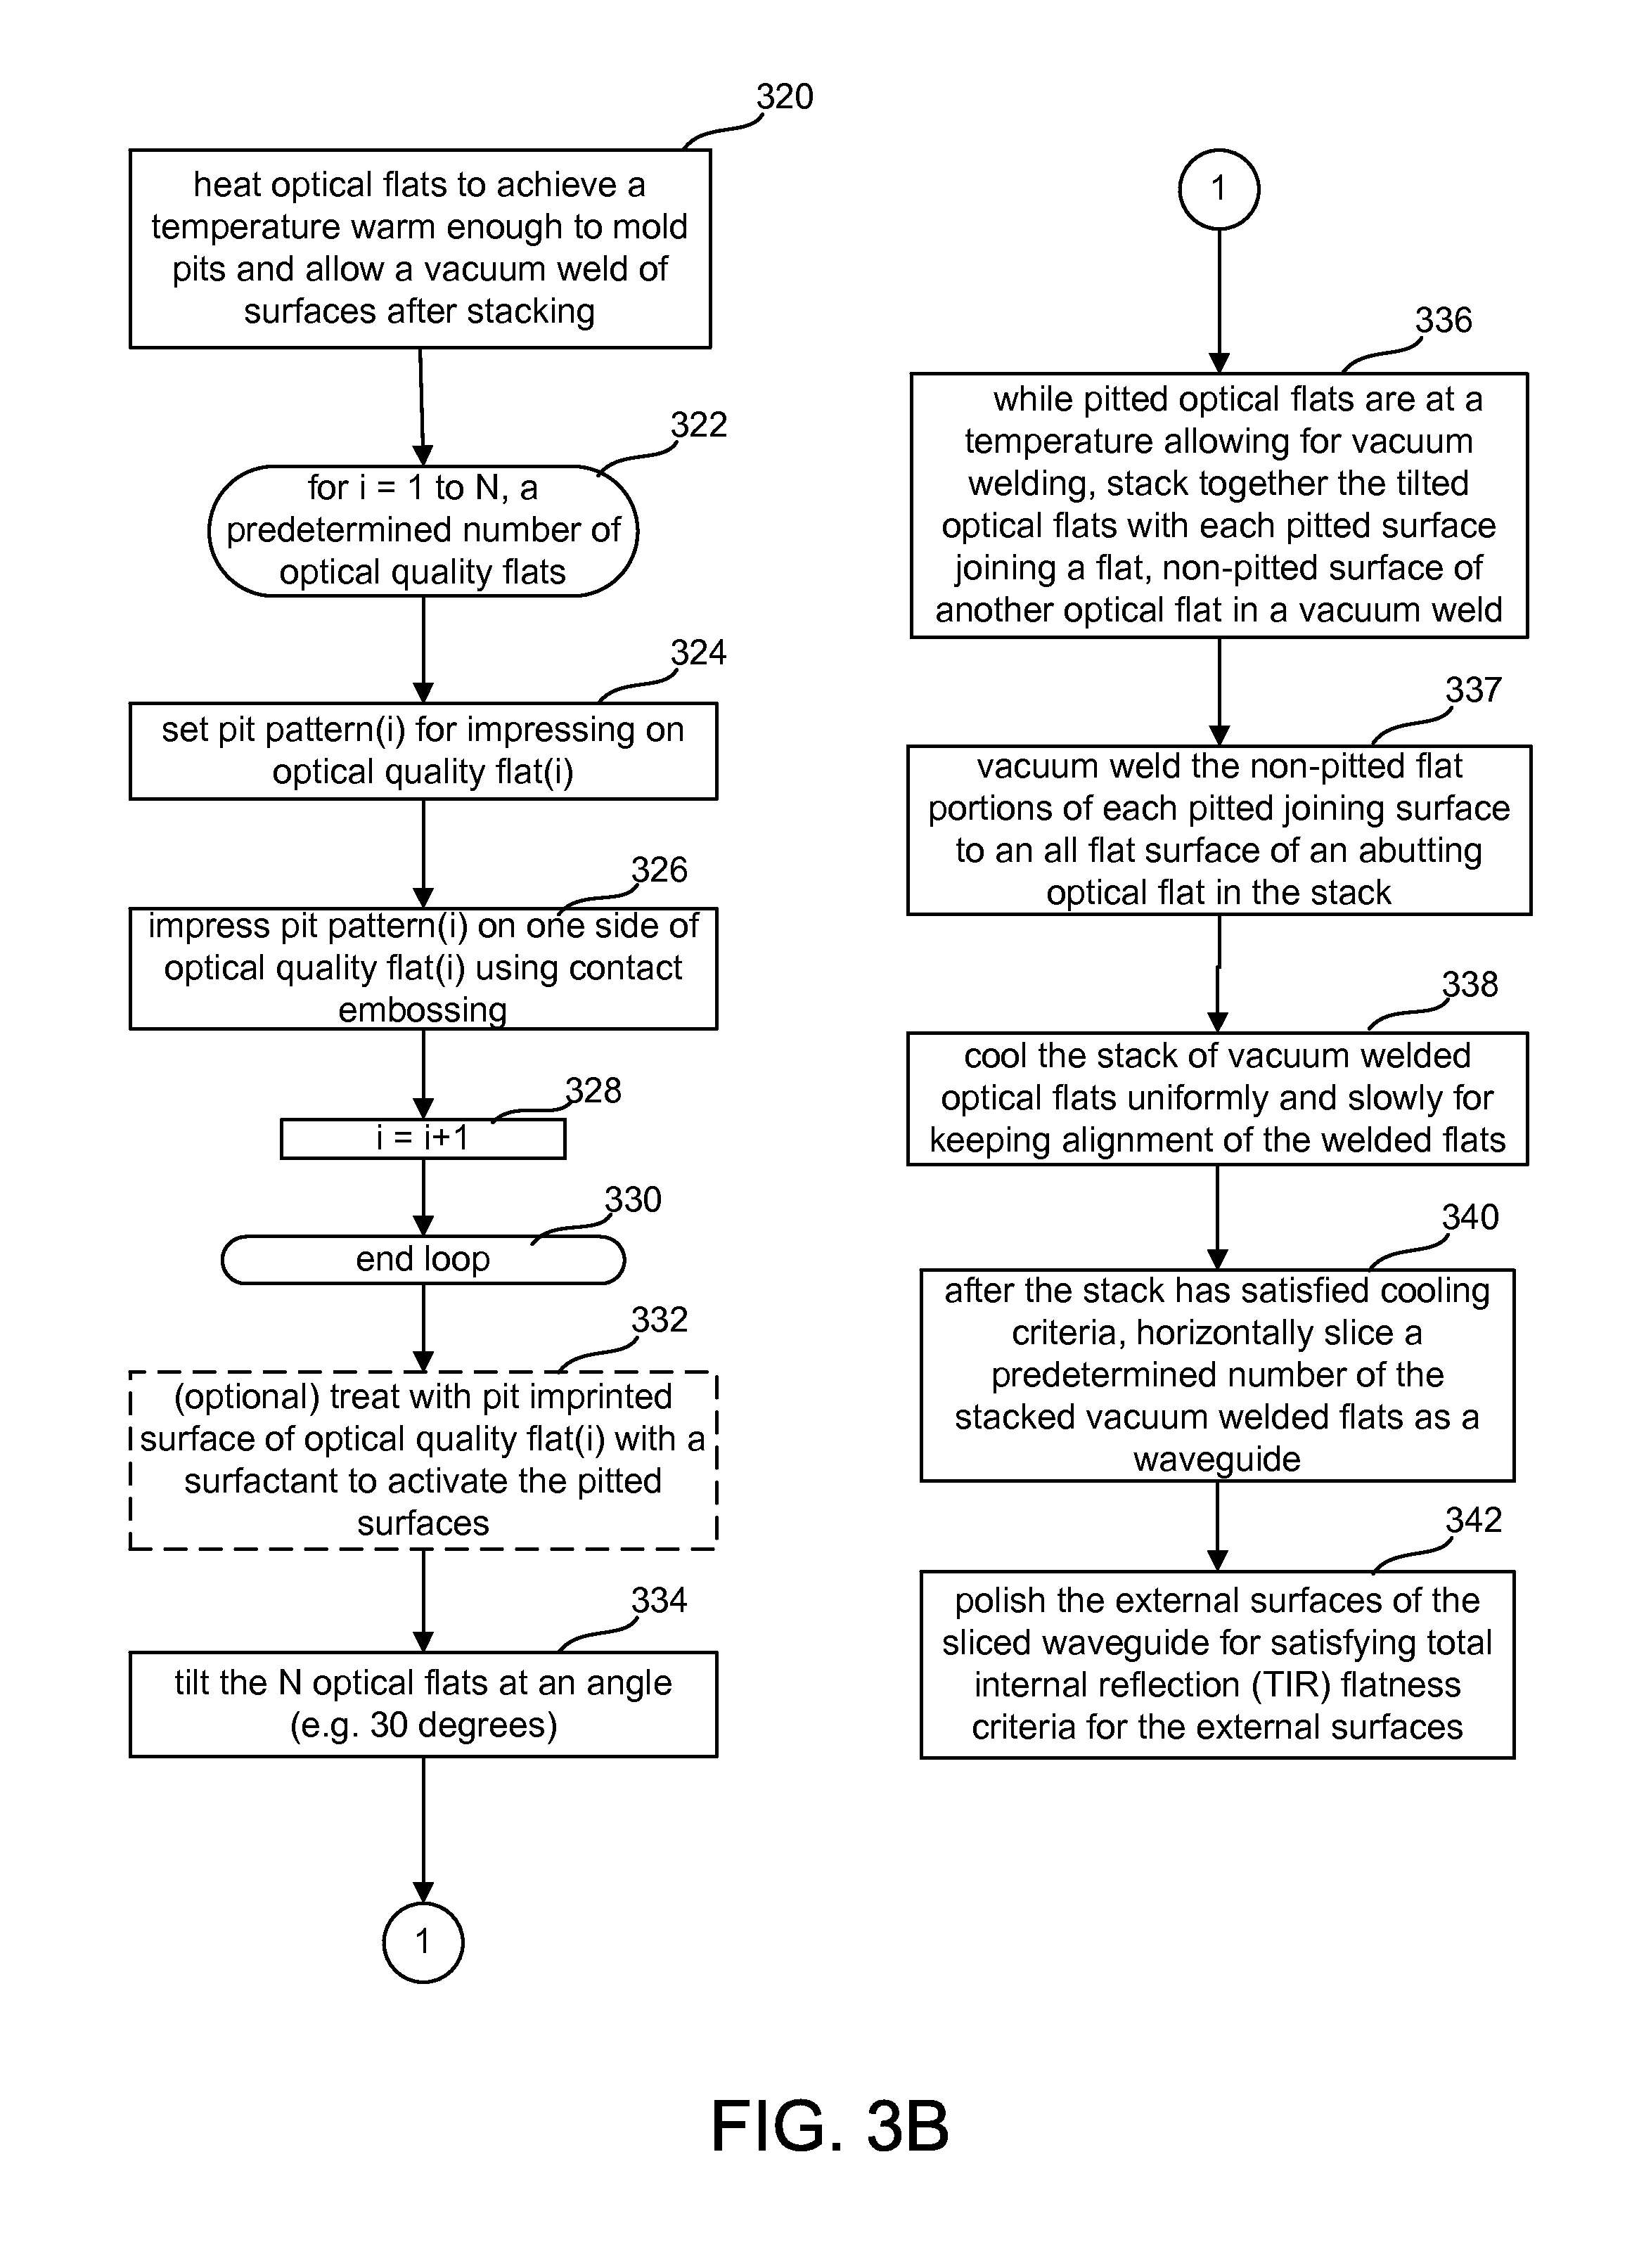 320
heat optical flats to achieve a
temperature warm enough to mold
pits and allow a vacuum weld of
surfaces after stacking
322
for i = 1 to N, a
predetermined number of
optical quality flats
324
set pit pattern(i) for impressing on
optical quality flat(i)
326
impress pit pattern(i) on one side of
optical quality flat(i) using contact
embossing
328
i = i+1
330
end loop
332
(optional) treat with pit imprinted
surface of optical quality flat(i) with a
surfactant to activate the pitted
surfaces
334
tilt the N optical flats at an angle
(e.g. 30 degrees)
1
1
336
while pitted optical flats are at a
temperature allowing for vacuum
welding, stack together the tilted
optical flats with each pitted surface
joining a flat, non-pitted surface of
another optical flat in a vacuum weld
337
vacuum weld the non-pitted flat
portions of each pitted joining surface
to an all flat surface of an abutting
optical flat in the stack
338
cool the stack of vacuum welded
optical flats uniformly and slowly for
keeping alignment of the welded flats
340
after the stack has satisfied cooling
criteria, horizontally slice a
predetermined number of the
stacked vacuum welded flats as a
waveguide
342
polish the external surfaces of the
sliced waveguide for satisfying total
internal reflection (TIR) flatness
criteria for the external surfaces
FIG. 3B